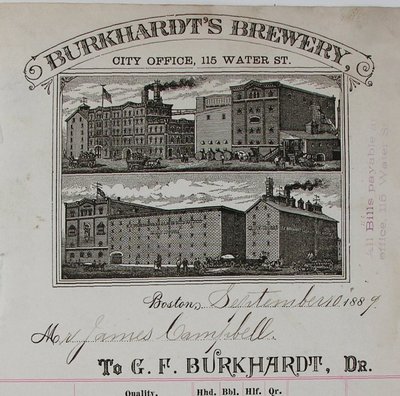 BURKHARDT'S BREWERY,
CITY OFFICE, 115 WATER ST.
All Bills payable
office, 115 Water St.
Boston, September 10 1889.
Mr James Campbell.
To G. F. BURKHARDT, Dr.
Quality. Hhd. Bbl. Hlf. Qr.